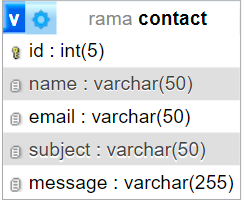 v rama contact
id : int(5)
name : varchar(50)
email : varchar(50)
subject : varchar(50)
message : varchar(255)